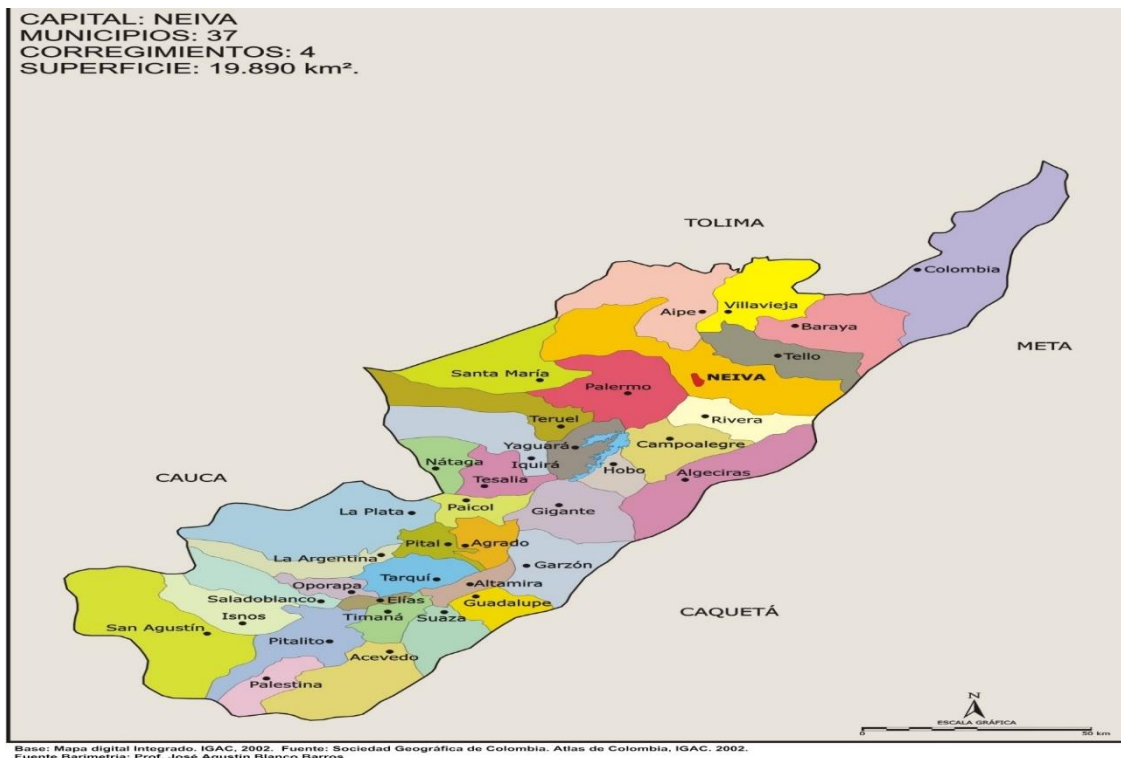 CAPITAL: NEIVA
MUNICIPIOS: 37
CORREGIMIENTOS: 4
SUPERFICIE: 19.890 km².
TOLIMA
Colombia
Aipe
Villavieja
Baraya
META
Tello
Santa María
Palermo
NEIVA
Teruel
Rivera
Yaguará
Campoalegre
Nátaga
Iquirá
Hobo
Algeciras
CAUCA
Tesalia
La Plata
Paicol
Gigante
Pital
Agrado
La Argentina
Garzón
Oporapa
Tarquí
Altamira
Saladoblanco
Elías
Guadalupe
CAQUETÁ
Isnos
Timaná
Suaza
San Agustín
Pitalito
Acevedo
Palestina
N
ESCALA GRÁFICA
0
50 km
Base: Mapa digital Integrado. IGAC, 2002. Fuente: Sociedad Geográfica de Colombia. Atlas de Colombia, IGAC. 2002.
Fuente Barimetría: Prof. José Agustín Blanco Barros